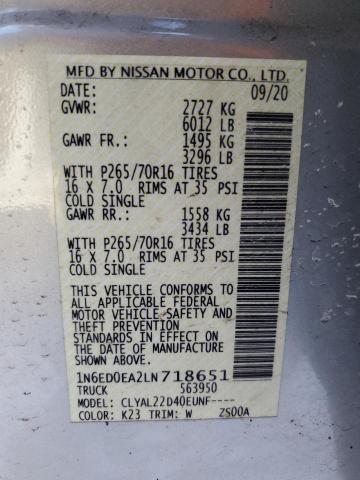 MFD BY NISSAN MOTOR CO., LTD.
DATE: 09/20
GVWR: 2727 KG
6012 LB
GAWR FR: 1495 KG
3296 LB
WITH P265/70R16 TIRES
16 X 7.0 RIMS AT 35 PSI
COLD SINGLE
GAWR RR: 1558 KG
3434 LB
WITH P265/70R16 TIRES
16 X 7.0 RIMS AT 35 PSI
COLD SINGLE
THIS VEHICLE CONFORMS TO
ALL APPLICABLE FEDERAL
MOTOR VEHICLE SAFETY AND
THEFT PREVENTION
STANDARDS IN EFFECT ON
THE DATE OF MANUFACTURE
SHOWN ABOVE.
1N6ED0EA2LN718651
TRUCK 563950
MODEL: CLYAL22D40EUNF----
COLOR: K23 TRIM: W ZS00A